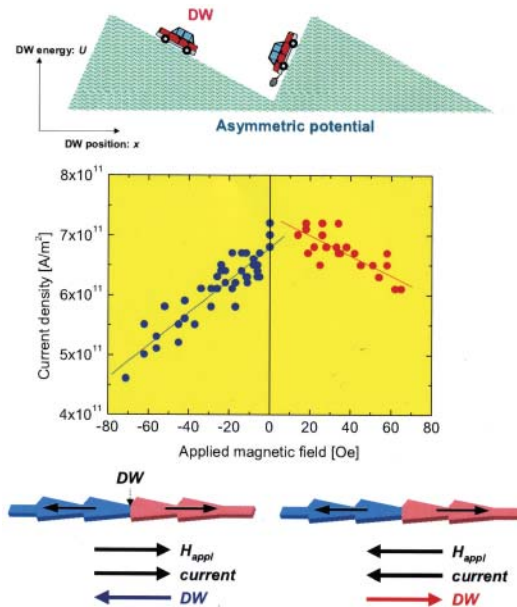 DW
DW energy: U
Asymmetric potential
DW position: x
8x10¹¹
7x10¹¹
6x10¹¹
5x10¹¹
4x10¹¹
Current density [A/m²]
-80 -60 -40 -20 0 20 40 60 80
Applied magnetic field [Oe]
DW
H_appl
current
DW
H_appl
current
DW